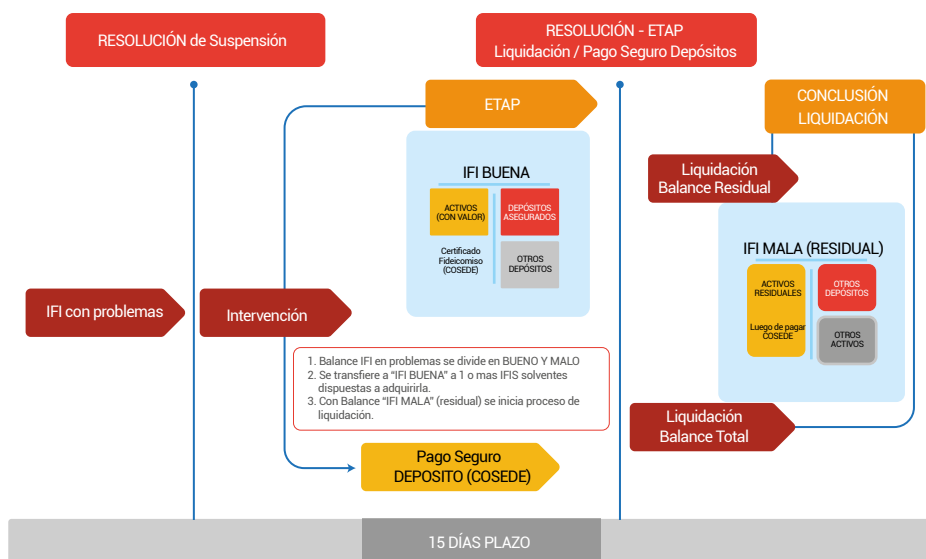 RESOLUCIÓN de Suspensión
RESOLUCIÓN - ETAP
Liquidación / Pago Seguro Depósitos
ETAP
CONCLUSIÓN
LIQUIDACIÓN
IFI BUENA
ACTIVOS
(CON VALOR)
DEPÓSITOS
ASEGURADOS
Certificado
Fideicomiso
(COSEDE)
OTROS
DEPÓSITOS
Liquidación
Balance Residual
IFI MALA (RESIDUAL)
ACTIVOS
RESIDUALES
Luego de pagar
COSEDE
OTROS
DEPÓSITOS
OTROS
ACTIVOS
IFI con problemas
Intervención
1. Balance IFI en problemas se divide en BUENO Y MALO
2. Se transfiere a “IFI BUENA” a 1 o mas IFIS solventes
dispuestas a adquirirla.
3. Con Balance “IFI MALA” (residual) se inicia proceso de
liquidación.
Liquidación
Balance Total
Pago Seguro
DEPOSITO (COSEDE)
15 DÍAS PLAZO